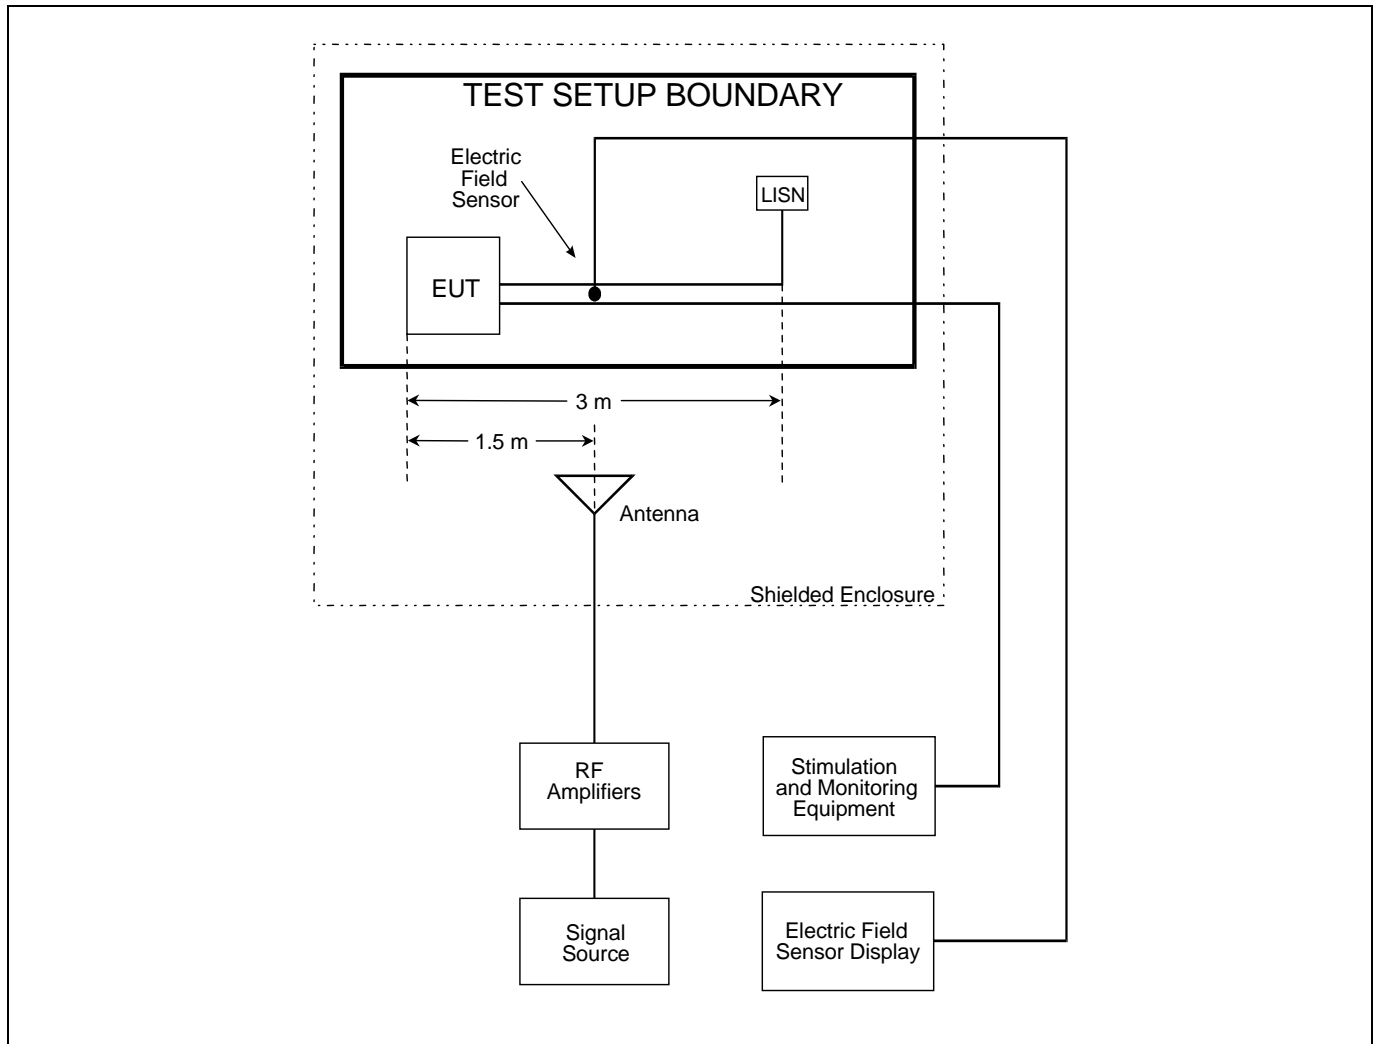 TEST SETUP BOUNDARY
Electric
Field
Sensor
LISN
EUT
3 m
1.5 m
Antenna
Shielded Enclosure
RF
Amplifiers
Stimulation
and Monitoring
Equipment
Signal
Source
Electric Field
Sensor Display